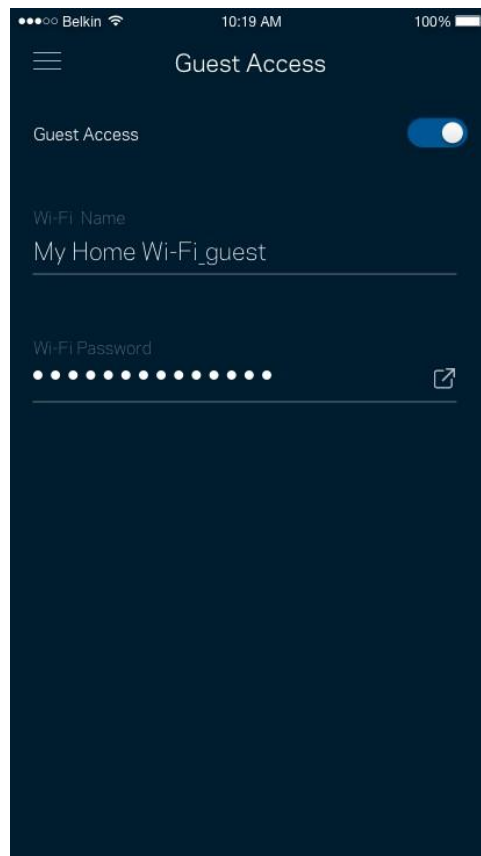 ●●●○○ Belkin 10:19 AM 100%
Guest Access
Guest Access
Wi-Fi Name
My Home Wi-Fi_guest
Wi-Fi Password
●●●●●●●●●●●●●●